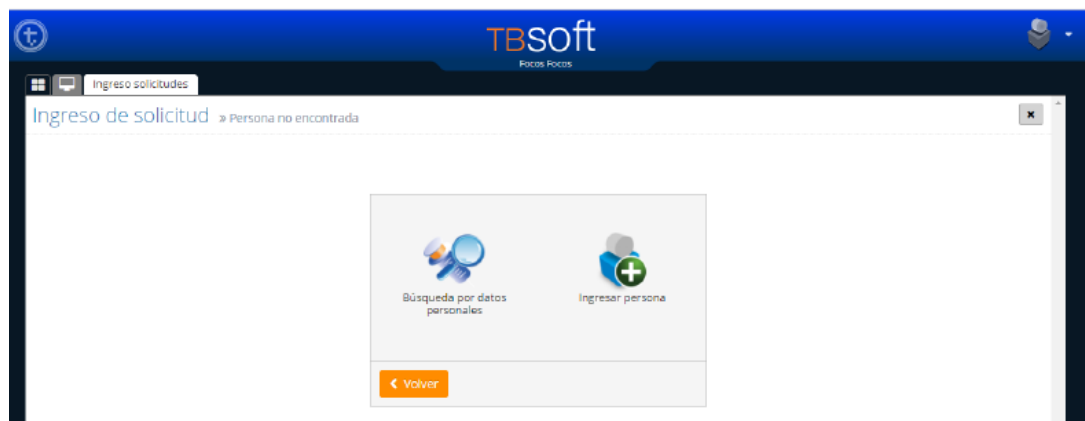 TBSOft
Focos Focos
Ingreso solicitudes
Ingreso de solicitud » Persona no encontrada
Búsqueda por datos
personales
Ingresar persona
Volver